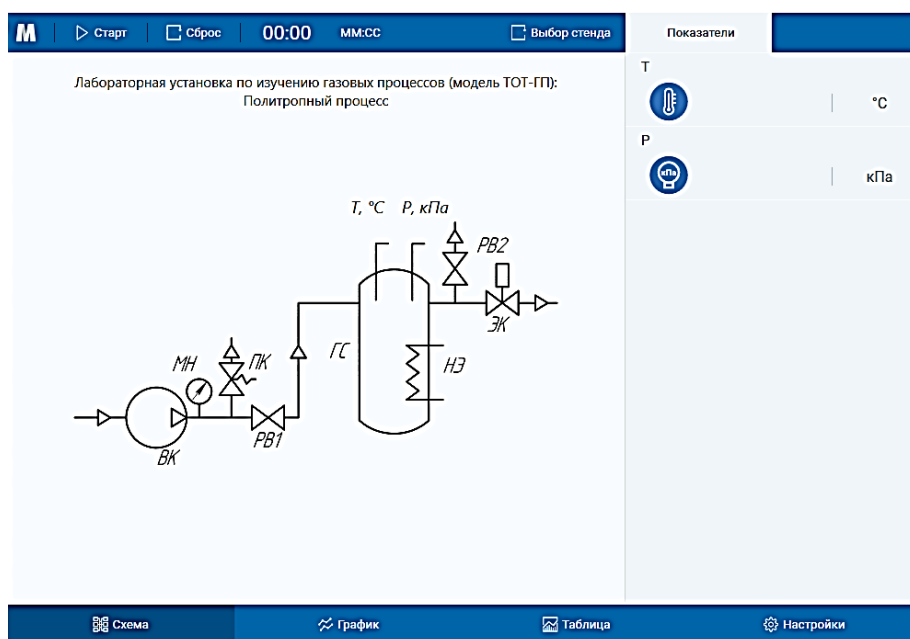 М Старт Сброс 00:00 ММ:СС Выбор стенда Показатели
Лабораторная установка по изучению газовых процессов (модель ТОТ-ГП):
Политропный процесс
T
°C
P
кПа кПа
T, °C P, кПа
РВ2
ЭК
ГС
НЭ
МН
ПК
РВ1
ВК
Схема График Таблица Настройки